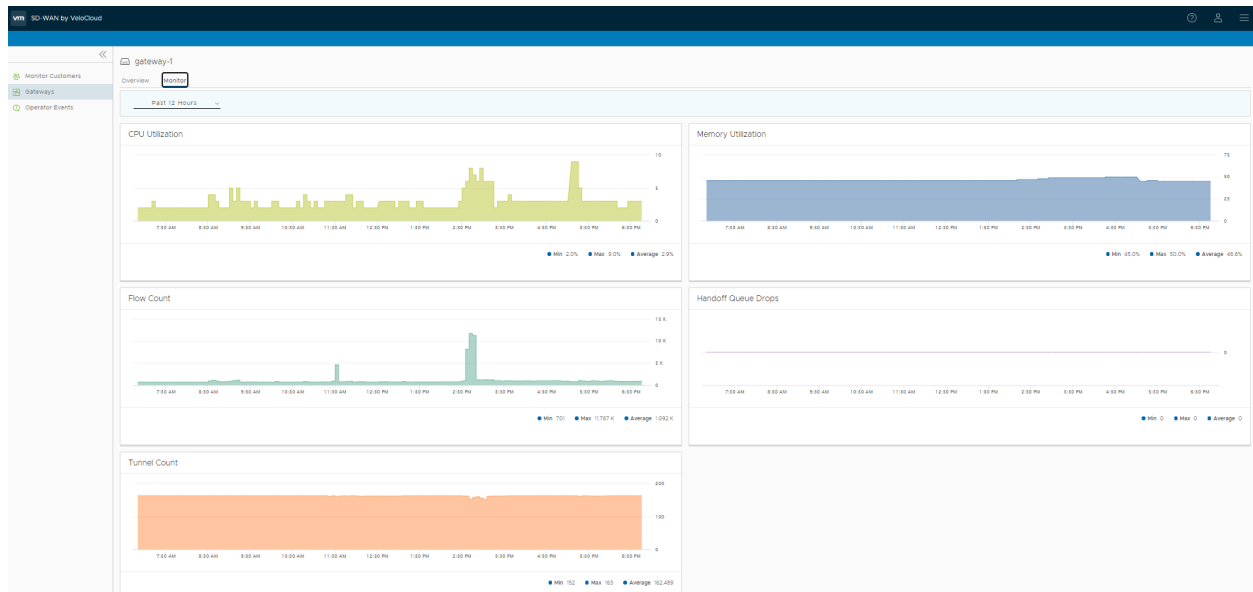 vm SD-WAN by VeloCloud
Monitor Customers
Gateways
Operator Events
gateway-1
Overview Monitor
Past 12 Hours
CPU Utilization
10
5
0
7:00 AM 8:00 AM 9:00 AM 10:00 AM 11:00 AM 12:00 PM 1:00 PM 2:00 PM 3:00 PM 4:00 PM 5:00 PM 6:00 PM
Min 2.0% Max 9.0% Average 2.9%
Memory Utilization
75
50
25
0
7:00 AM 8:00 AM 9:00 AM 10:00 AM 11:00 AM 12:00 PM 1:00 PM 2:00 PM 3:00 PM 4:00 PM 5:00 PM 6:00 PM
Min 45.0% Max 50.0% Average 46.6%
Flow Count
15 K
10 K
5 K
0
7:00 AM 8:00 AM 9:00 AM 10:00 AM 11:00 AM 12:00 PM 1:00 PM 2:00 PM 3:00 PM 4:00 PM 5:00 PM 6:00 PM
Min 701 Max 11.767 K Average 1.092 K
Handoff Queue Drops
0
7:00 AM 8:00 AM 9:00 AM 10:00 AM 11:00 AM 12:00 PM 1:00 PM 2:00 PM 3:00 PM 4:00 PM 5:00 PM 6:00 PM
Min 0 Max 0 Average 0
Tunnel Count
200
100
0
7:00 AM 8:00 AM 9:00 AM 10:00 AM 11:00 AM 12:00 PM 1:00 PM 2:00 PM 3:00 PM 4:00 PM 5:00 PM 6:00 PM
Min 152 Max 163 Average 162.489